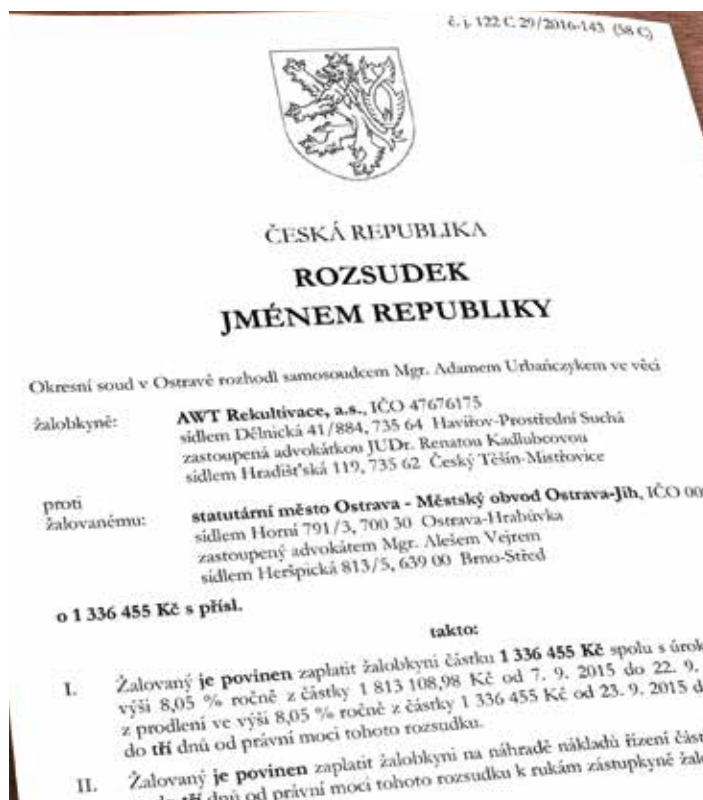 č. j. 122 C 29/2016-143 (58 C)
ČESKÁ REPUBLIKA
ROZSUDEK
JMÉNEM REPUBLIKY
Okresní soud v Ostravě rozhodl samosoudcem Mgr. Adamem Urbańczykem ve věci
žalobkyně: AWT Rekultivace, a.s., IČO 47676175
sídlem Dělnická 41/884, 735 64 Havířov-Prostřední Suchá
zastoupená advokátkou JUDr. Renatou Kadlubcovou
sídlem Hradišťská 119, 735 62 Český Těšín-Mistřovice
proti
žalovanému: statutární město Ostrava - Městský obvod Ostrava-Jih, IČO 00
sídlem Horní 791/3, 700 30 Ostrava-Hrabůvka
zastoupený advokátem Mgr. Alešem Vejrem
sídlem Heršpická 813/5, 639 00 Brno-Střed
o 1 336 455 Kč s přísl.
takto:
I. Žalovaný je povinen zaplatit žalobkyni částku 1 336 455 Kč spolu s úrok
výši 8,05 % ročně z částky 1 813 108,98 Kč od 7. 9. 2015 do 22. 9.
z prodlení ve výši 8,05 % ročně z částky 1 336 455 Kč od 23. 9. 2015 d
do tří dnů od právní moci tohoto rozsudku.
II. Žalovaný je povinen zaplatit žalobkyni na náhradě nákladů řízení část
do tří dnů od právní moci tohoto rozsudku k rukám zástupkyně žal